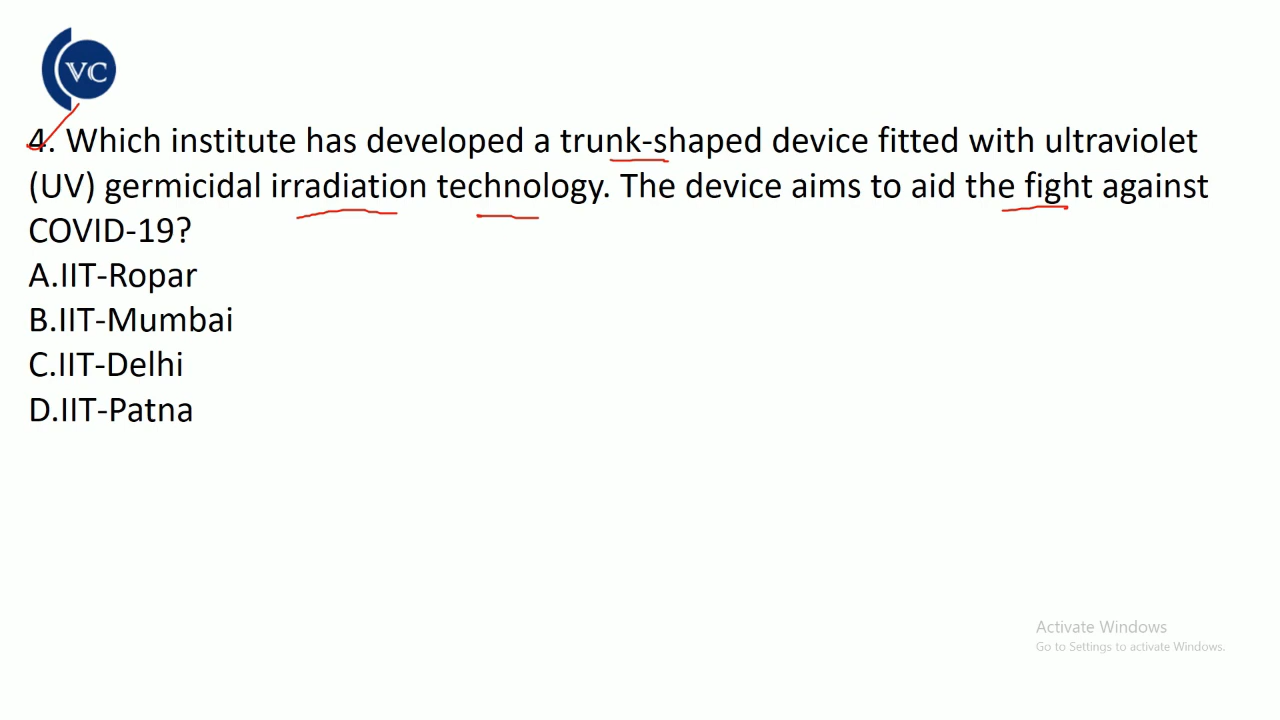 VC
4. Which institute has developed a trunk-shaped device fitted with ultraviolet
(UV) germicidal irradiation technology. The device aims to aid the fight against
COVID-19?
A.IIT-Ropar
B.IIT-Mumbai
C.IIT-Delhi
D.IIT-Patna
Activate Windows
Go to Settings to activate Windows.